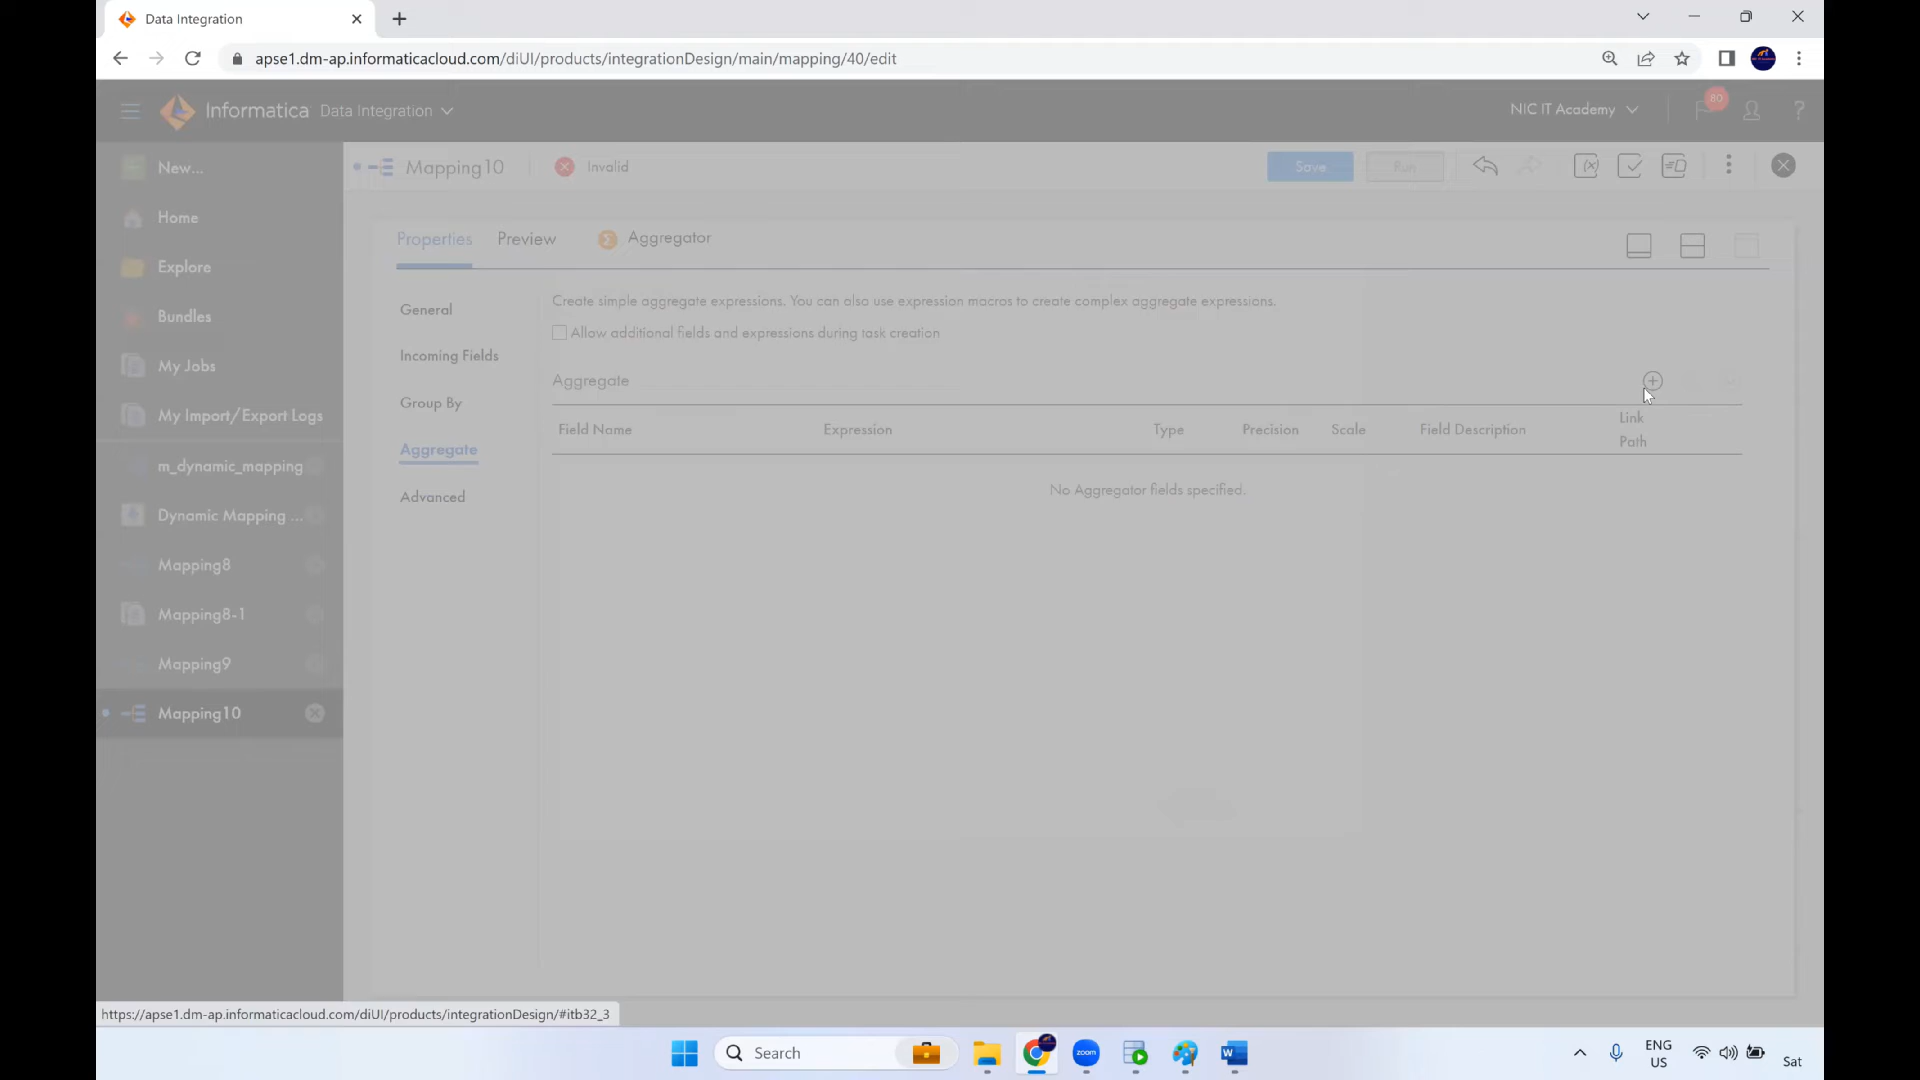 Data Integration
apse1.dm-ap.informaticacloud.com/diUI/products/integrationDesign/main/mapping/40/edit
Informatica Data Integration
NIC IT Academy
80
?
New...
Mapping10
Invalid
Save
Run
(x)
Home
Properties
Preview
Σ
Aggregator
Explore
General
Create simple aggregate expressions. You can also use expression macros to create complex aggregate expressions.
Bundles
Allow additional fields and expressions during task creation
Incoming Fields
My Jobs
Aggregate
Group By
My Import/Export Logs
Field Name
Expression
Type
Precision
Scale
Field Description
Link
Path
Aggregate
m_dynamic_mapping
Advanced
No Aggregator fields specified.
Dynamic Mapping ...
Mapping8
Mapping8-1
Mapping9
Mapping10
https://apse1.dm-ap.informaticacloud.com/diUI/products/integrationDesign/#itb32_3
Search
zoom
W
ENG
US
Sat